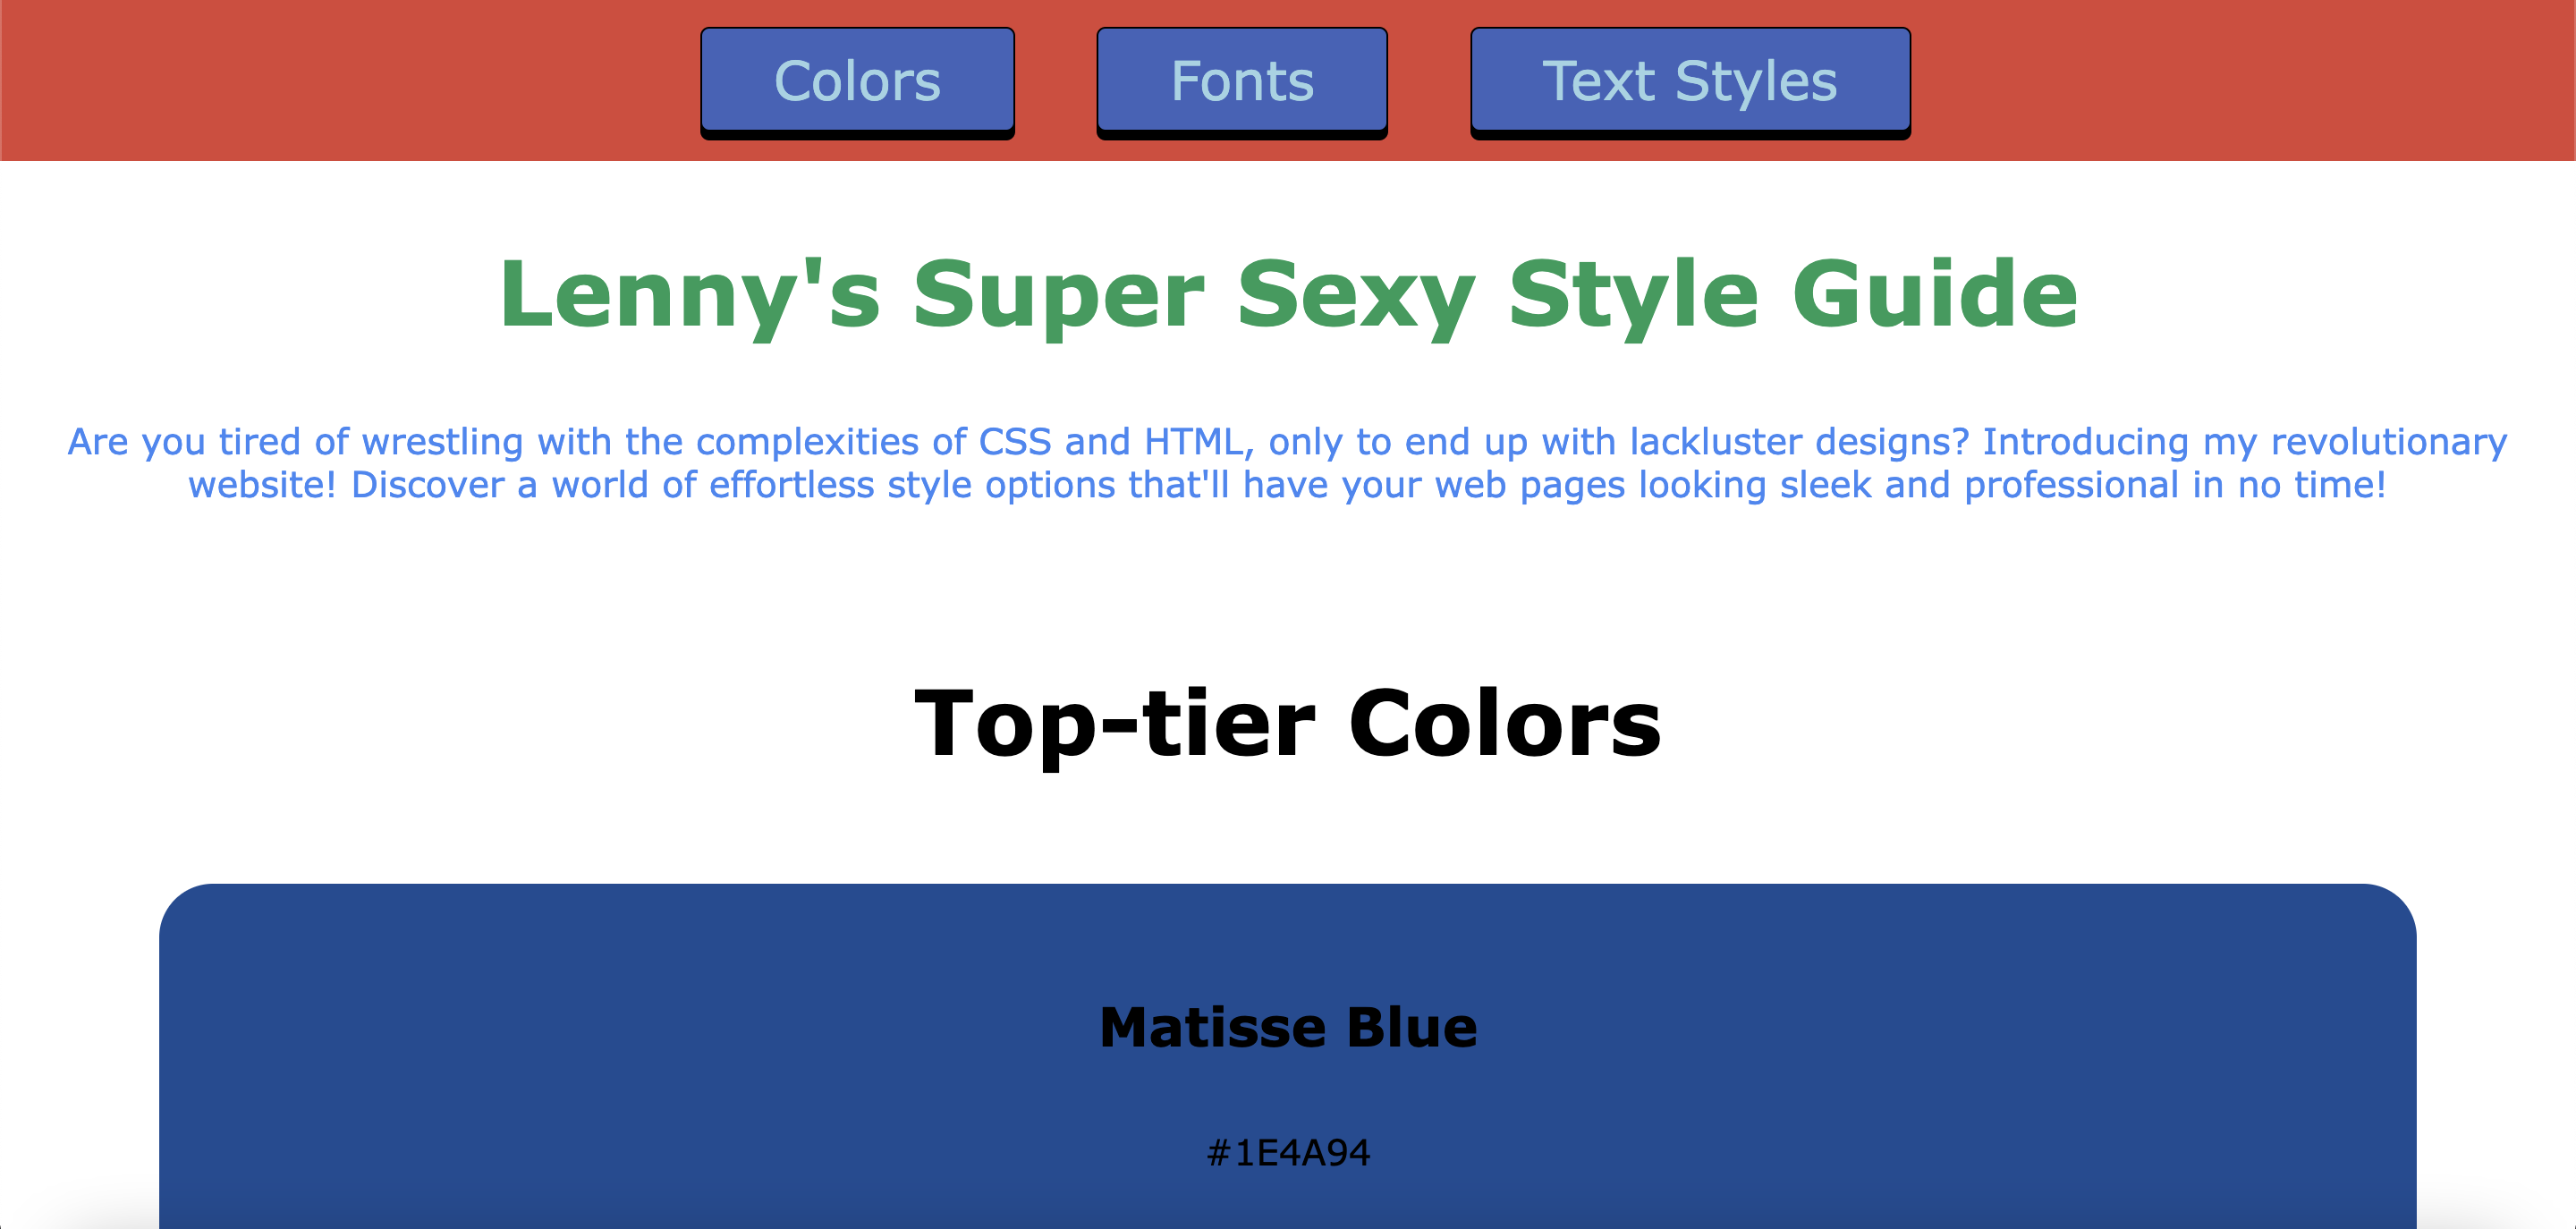 Colors Fonts Text Styles
Lenny's Super Sexy Style Guide
Are you tired of wrestling with the complexities of CSS and HTML, only to end up with lackluster designs? Introducing my revolutionary
website! Discover a world of effortless style options that'll have your web pages looking sleek and professional in no time!
Top-tier Colors
Matisse Blue
#1E4A94